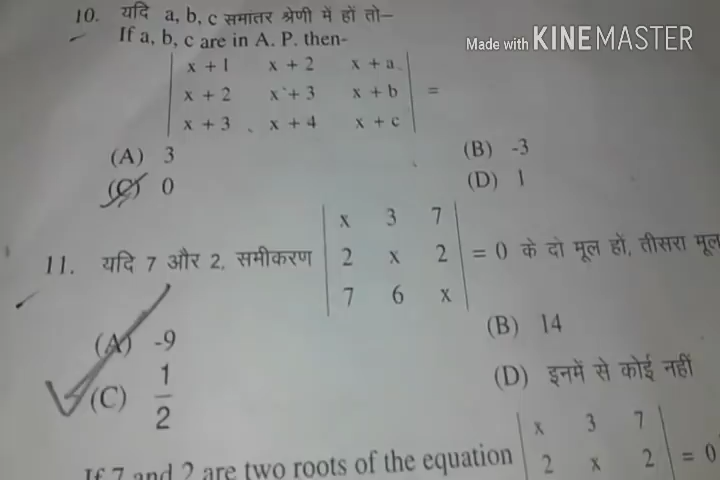 10. यदि a, b, c समातर श्रेणी में हों तो–
If a, b, c are in A. P. then-
Made with KINEMASTER
x + 1 x + 2 x + a
x + 2 x + 3 x + b =
x + 3 x + 4 x + c
(A) 3 (B) -3
(C) 0 (D) 1
x 3 7
11. यदि 7 और 2, समीकरण 2 x 2 = 0 के दो मूल हों, तीसरा मूल
7 6 x
(A) -9 (B) 14
(C) 1/2 (D) इनमें से कोई नहीं
x 3 7
If 7 and 2 are two roots of the equation 2 x 2 = 0